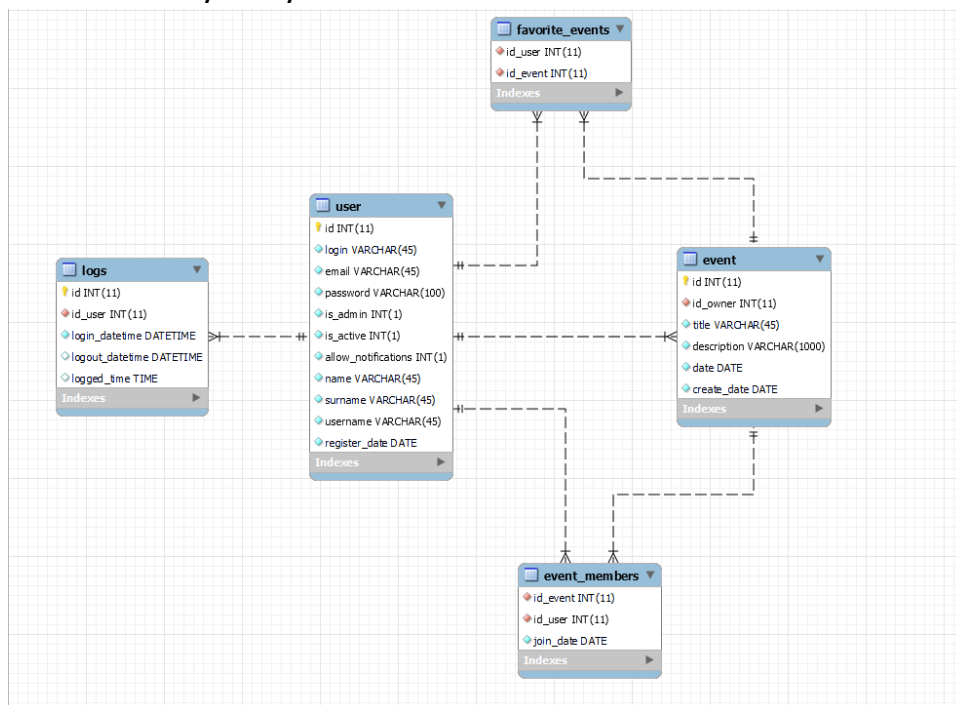 favorite_events
id_user INT(11)
id_event INT(11)
Indexes
user
id INT(11)
login VARCHAR(45)
email VARCHAR(45)
password VARCHAR(100)
is_admin INT(1)
is_active INT(1)
allow_notifications INT(1)
name VARCHAR(45)
surname VARCHAR(45)
username VARCHAR(45)
register_date DATE
Indexes
logs
id INT(11)
id_user INT(11)
login_datetime DATETIME
logout_datetime DATETIME
logged_time TIME
Indexes
event
id INT(11)
id_owner INT(11)
title VARCHAR(45)
description VARCHAR(1000)
date DATE
create_date DATE
Indexes
event_members
id_event INT(11)
id_user INT(11)
join_date DATE
Indexes